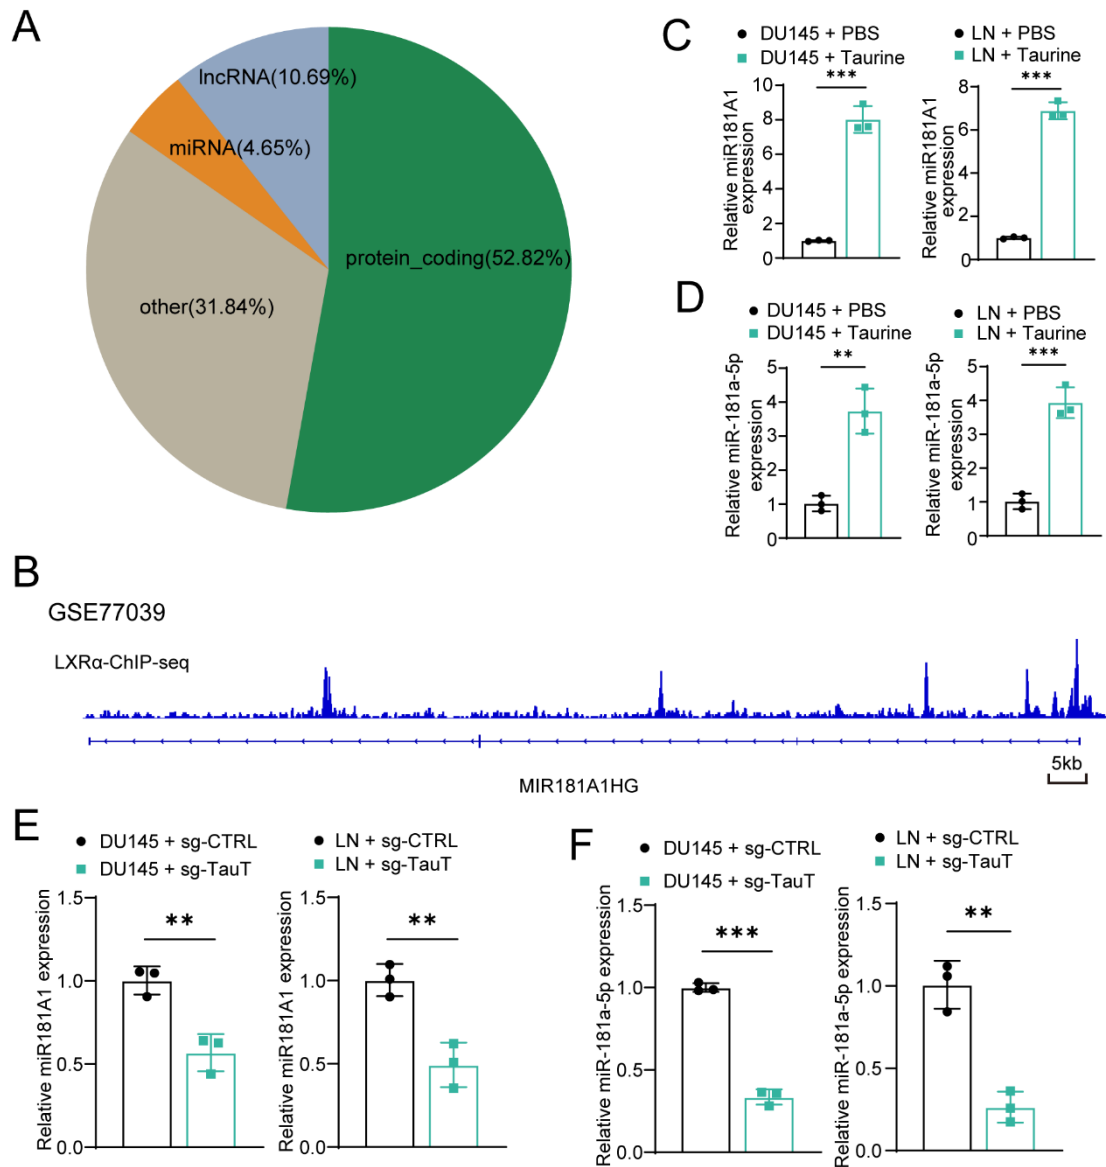 A
lncRNA(10.69%)
miRNA(4.65%)
protein_coding(52.82%)
other(31.84%)
C
DU145 + PBS
DU145 + Taurine
***
Relative miR181A1
expression
10
8
6
4
2
0
LN + PBS
LN + Taurine
***
Relative miR181A1
expression
8
6
4
2
0
D
DU145 + PBS
DU145 + Taurine
**
Relative miR-181a-5p
expression
5
4
3
2
1
0
LN + PBS
LN + Taurine
***
Relative miR-181a-5p
expression
5
4
3
2
1
0
B
GSE77039
LXRα-ChIP-seq
MIR181A1HG
5kb
E
DU145 + sg-CTRL
DU145 + sg-TauT
**
Relative miR181A1 expression
1.5
1.0
0.5
0.0
LN + sg-CTRL
LN + sg-TauT
**
Relative miR181A1 expression
1.5
1.0
0.5
0.0
F
DU145 + sg-CTRL
DU145 + sg-TauT
***
Relative miR-181a-5p expression
1.5
1.0
0.5
0.0
LN + sg-CTRL
LN + sg-TauT
**
Relative miR-181a-5p expression
1.5
1.0
0.5
0.0